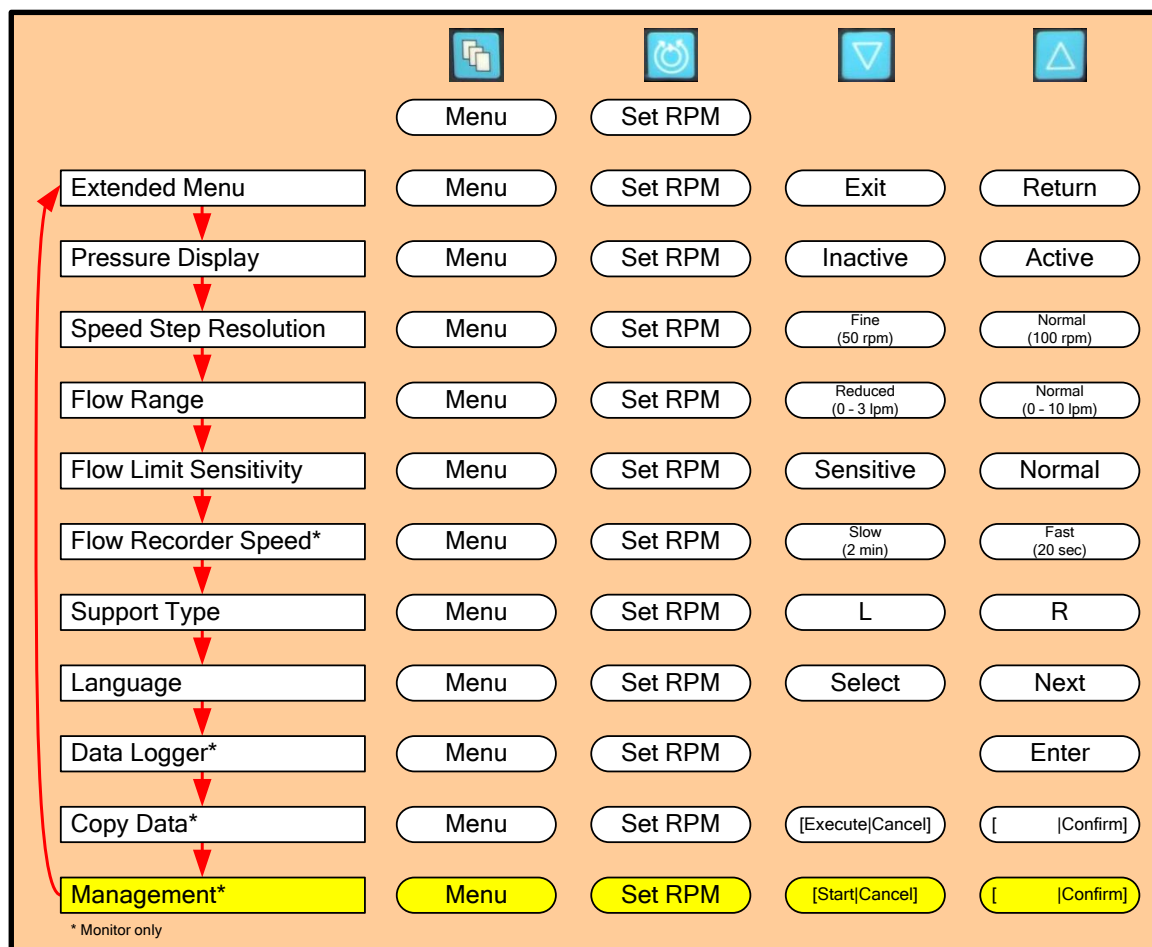 Menu Set RPM
Extended Menu Menu Set RPM Exit Return
Pressure Display Menu Set RPM Inactive Active
Speed Step Resolution Menu Set RPM Fine (50 rpm) Normal (100 rpm)
Flow Range Menu Set RPM Reduced (0 - 3 lpm) Normal (0 - 10 lpm)
Flow Limit Sensitivity Menu Set RPM Sensitive Normal
Flow Recorder Speed* Menu Set RPM Slow (2 min) Fast (20 sec)
Support Type Menu Set RPM L R
Language Menu Set RPM Select Next
Data Logger* Menu Set RPM Enter
Copy Data* Menu Set RPM [Execute|Cancel] [ |Confirm]
Management* Menu Set RPM [Start|Cancel] [ |Confirm]
* Monitor only